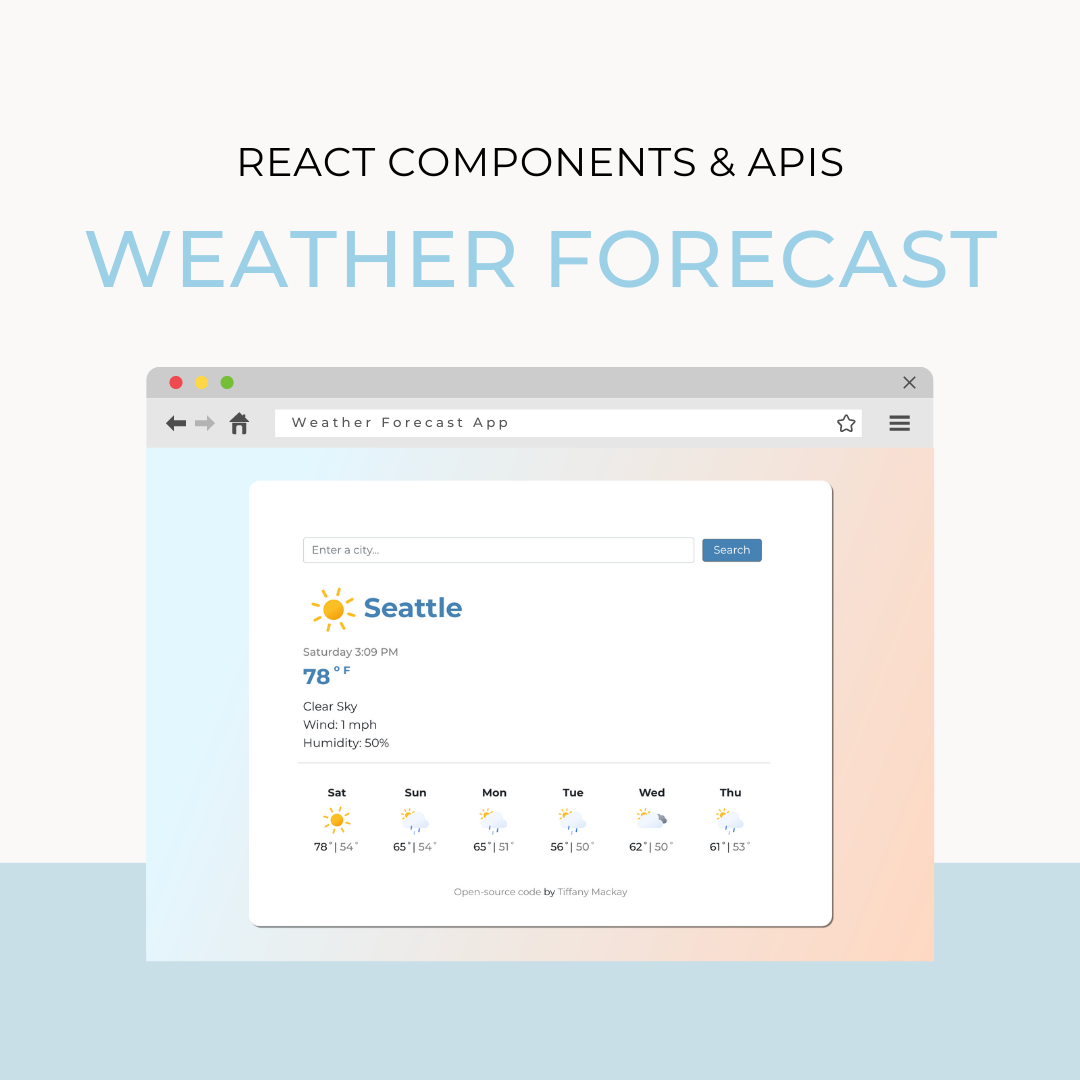 REACT COMPONENTS & APIS
WEATHER FORECAST
Weather Forecast App
Enter a city...
Search
Seattle
Saturday 3:09 PM
78 ° F
Clear Sky
Wind: 1 mph
Humidity: 50%
Sat Sun Mon Tue Wed Thu
78°| 54° 65°| 54° 65°| 51° 56°| 50° 62°| 50° 61°| 53°
Open-source code by Tiffany Mackay